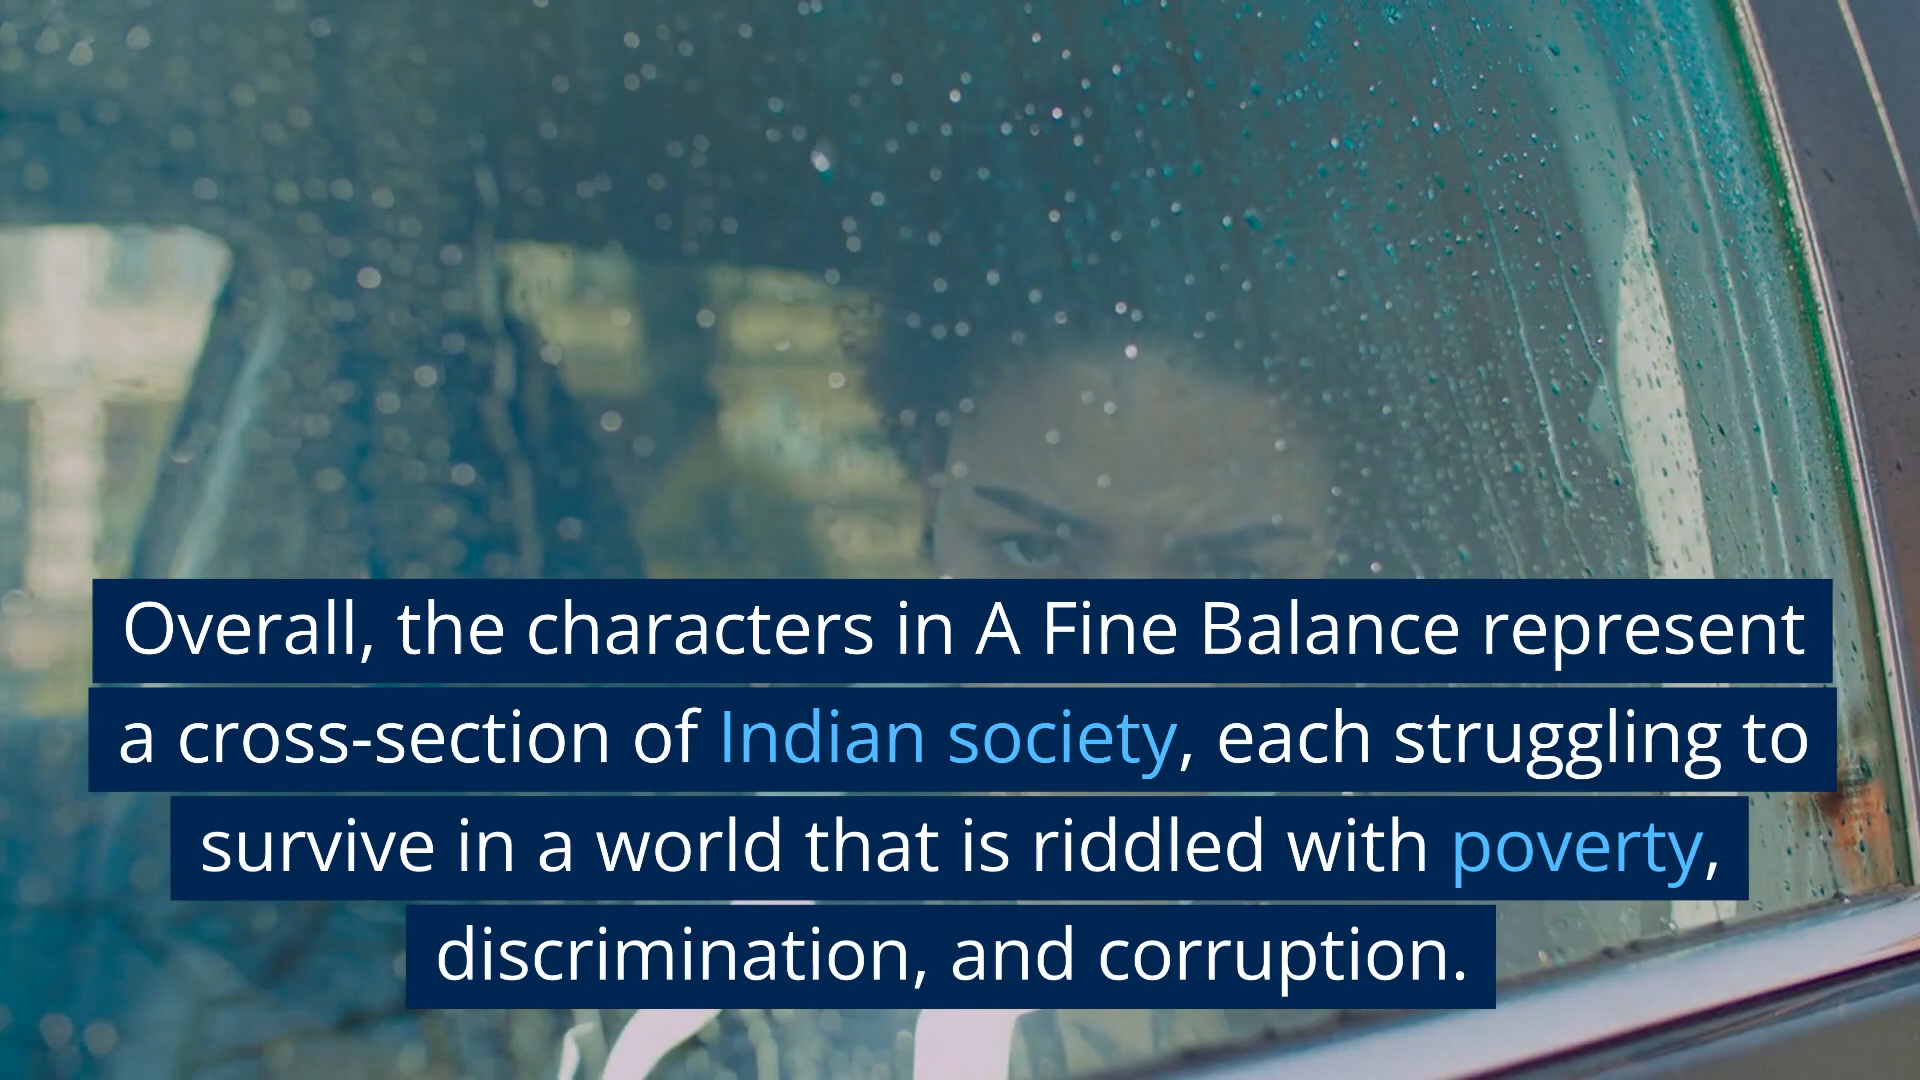 Overall, the characters in A Fine Balance represent
a cross-section of Indian society, each struggling to
survive in a world that is riddled with poverty,
discrimination, and corruption.